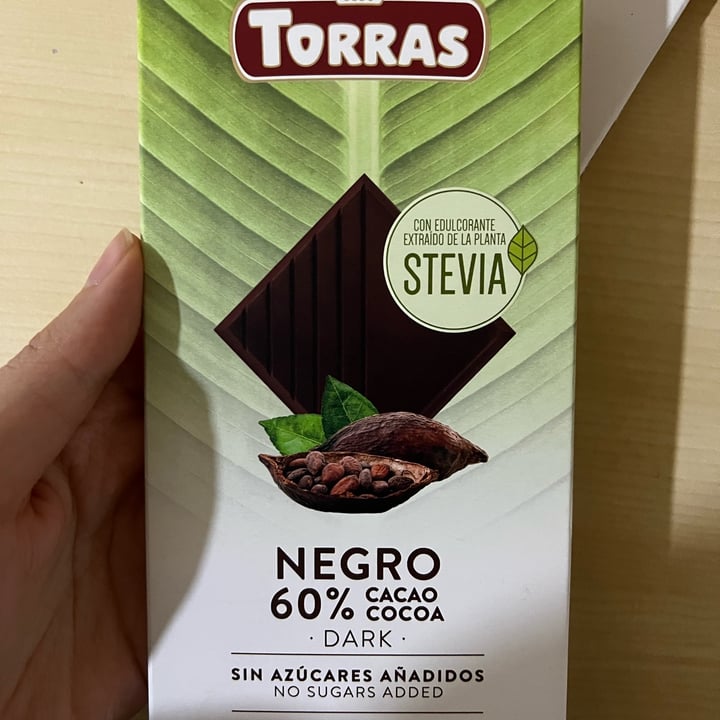 TORRAS
CON EDULCORANTE
EXTRAÍDO DE LA PLANTA
STEVIA
NEGRO
60% CACAO
COCOA
· DARK ·
SIN AZÚCARES AÑADIDOS
NO SUGARS ADDED